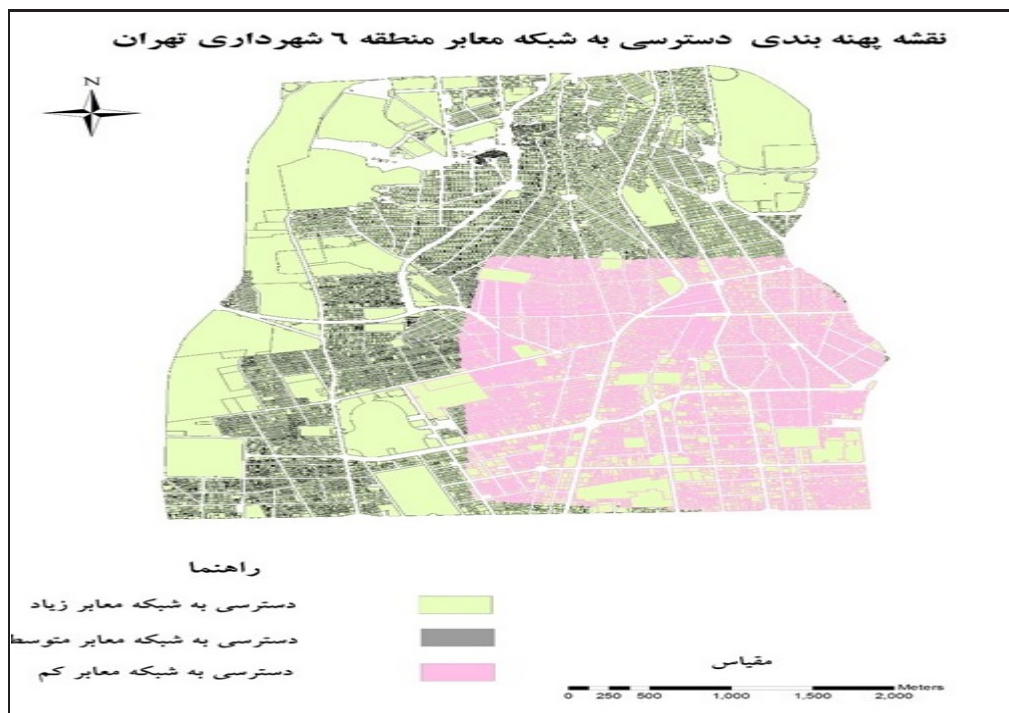 نقشه پهنه بندی دسترسی به شبکه معابر منطقه ٦ شهرداری تهران
N
راهنما
دسترسی به شبکه معابر زیاد
دسترسی به شبکه معابر متوسط
دسترسی به شبکه معابر کم
مقیاس
Meters
0 250 500 1,000 1,500 2,000